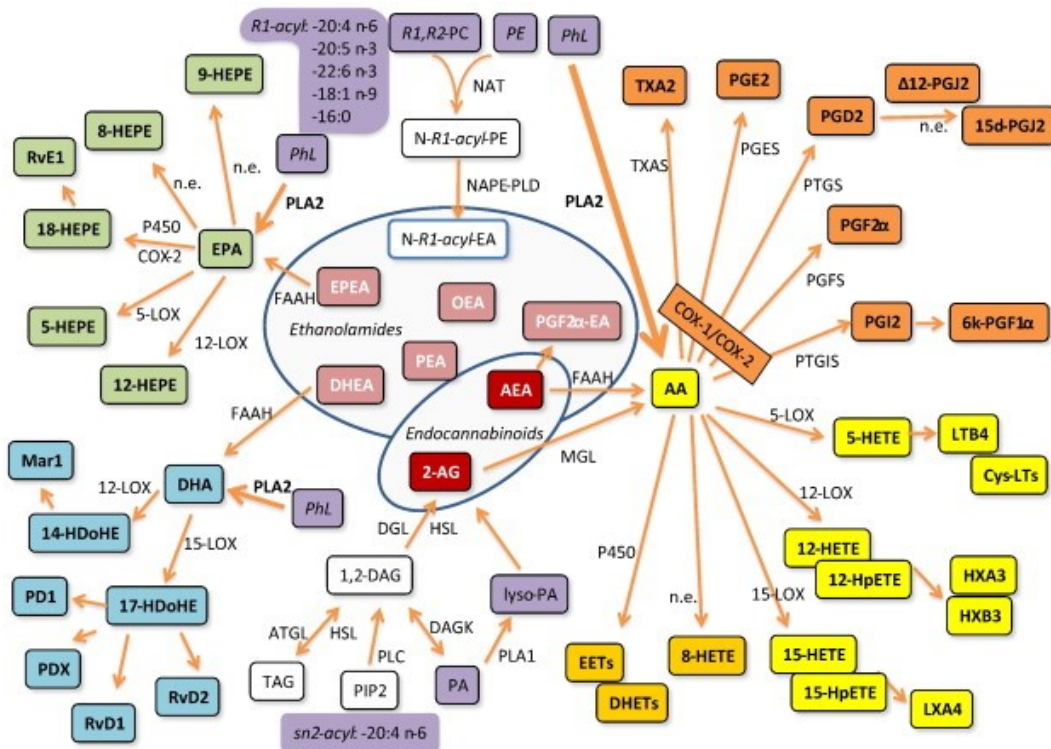 R1-acyl: -20:4 n-6
-20:5 n-3
-22:6 n-3
-18:1 n-9
-16:0
R1,R2-PC
PE
PhL
NAT
N-R1-acyl-PE
NAPE-PLD
N-R1-acyl-EA
9-HEPE
8-HEPE
RvE1
18-HEPE
n.e.
n.e.
PhL
PLA2
P450
COX-2
EPA
5-LOX
5-HEPE
12-LOX
12-HEPE
FAAH
EPEA
Ethanolamides
OEA
PGF2α-EA
PEA
DHEA
AEA
Endocannabinoids
2-AG
FAAH
FAAH
MGL
PLA2
TXA2
PGE2
PGD2
Δ12-PGJ2
n.e.
15d-PGJ2
TXAS
PGES
PTGS
PGF2α
PGFS
COX-1/COX-2
PGI2
6k-PGF1α
PTGIS
AA
5-LOX
5-HETE
LTB4
Cys-LTs
12-LOX
12-HETE
12-HpETE
HXA3
HXB3
P450
n.e.
15-LOX
EETs
DHETs
8-HETE
15-HETE
15-HpETE
LXA4
Mar1
12-LOX
DHA
PLA2
PhL
14-HDoHE
15-LOX
PD1
17-HDoHE
PDX
RvD1
RvD2
DGL
HSL
1,2-DAG
lyso-PA
ATGL
HSL
DAGK
PLC
PLA1
TAG
PIP2
PA
sn2-acyl: -20:4 n-6